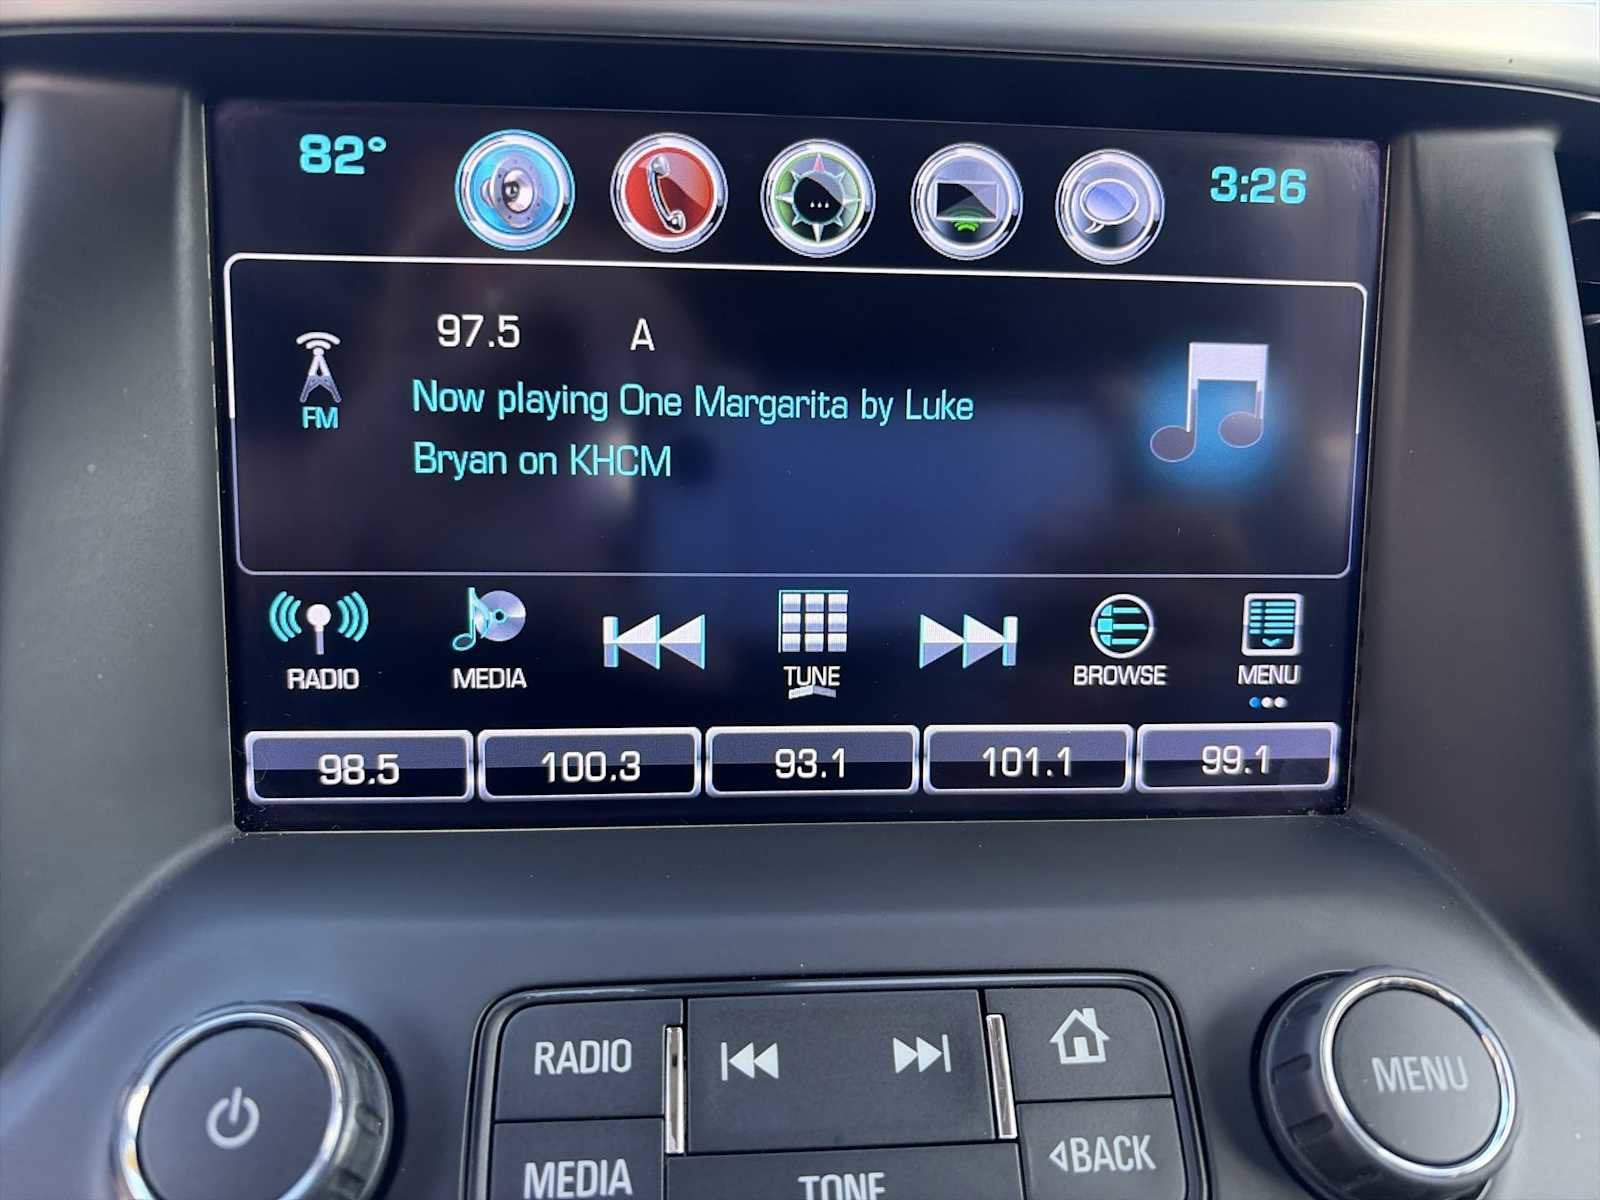 82°
3:26
97.5 A
FM
Now playing One Margarita by Luke
Bryan on KHCM
RADIO MEDIA TUNE BROWSE MENU
98.5 100.3 93.1 101.1 99.1
RADIO
MENU
BACK
MEDIA
TONE